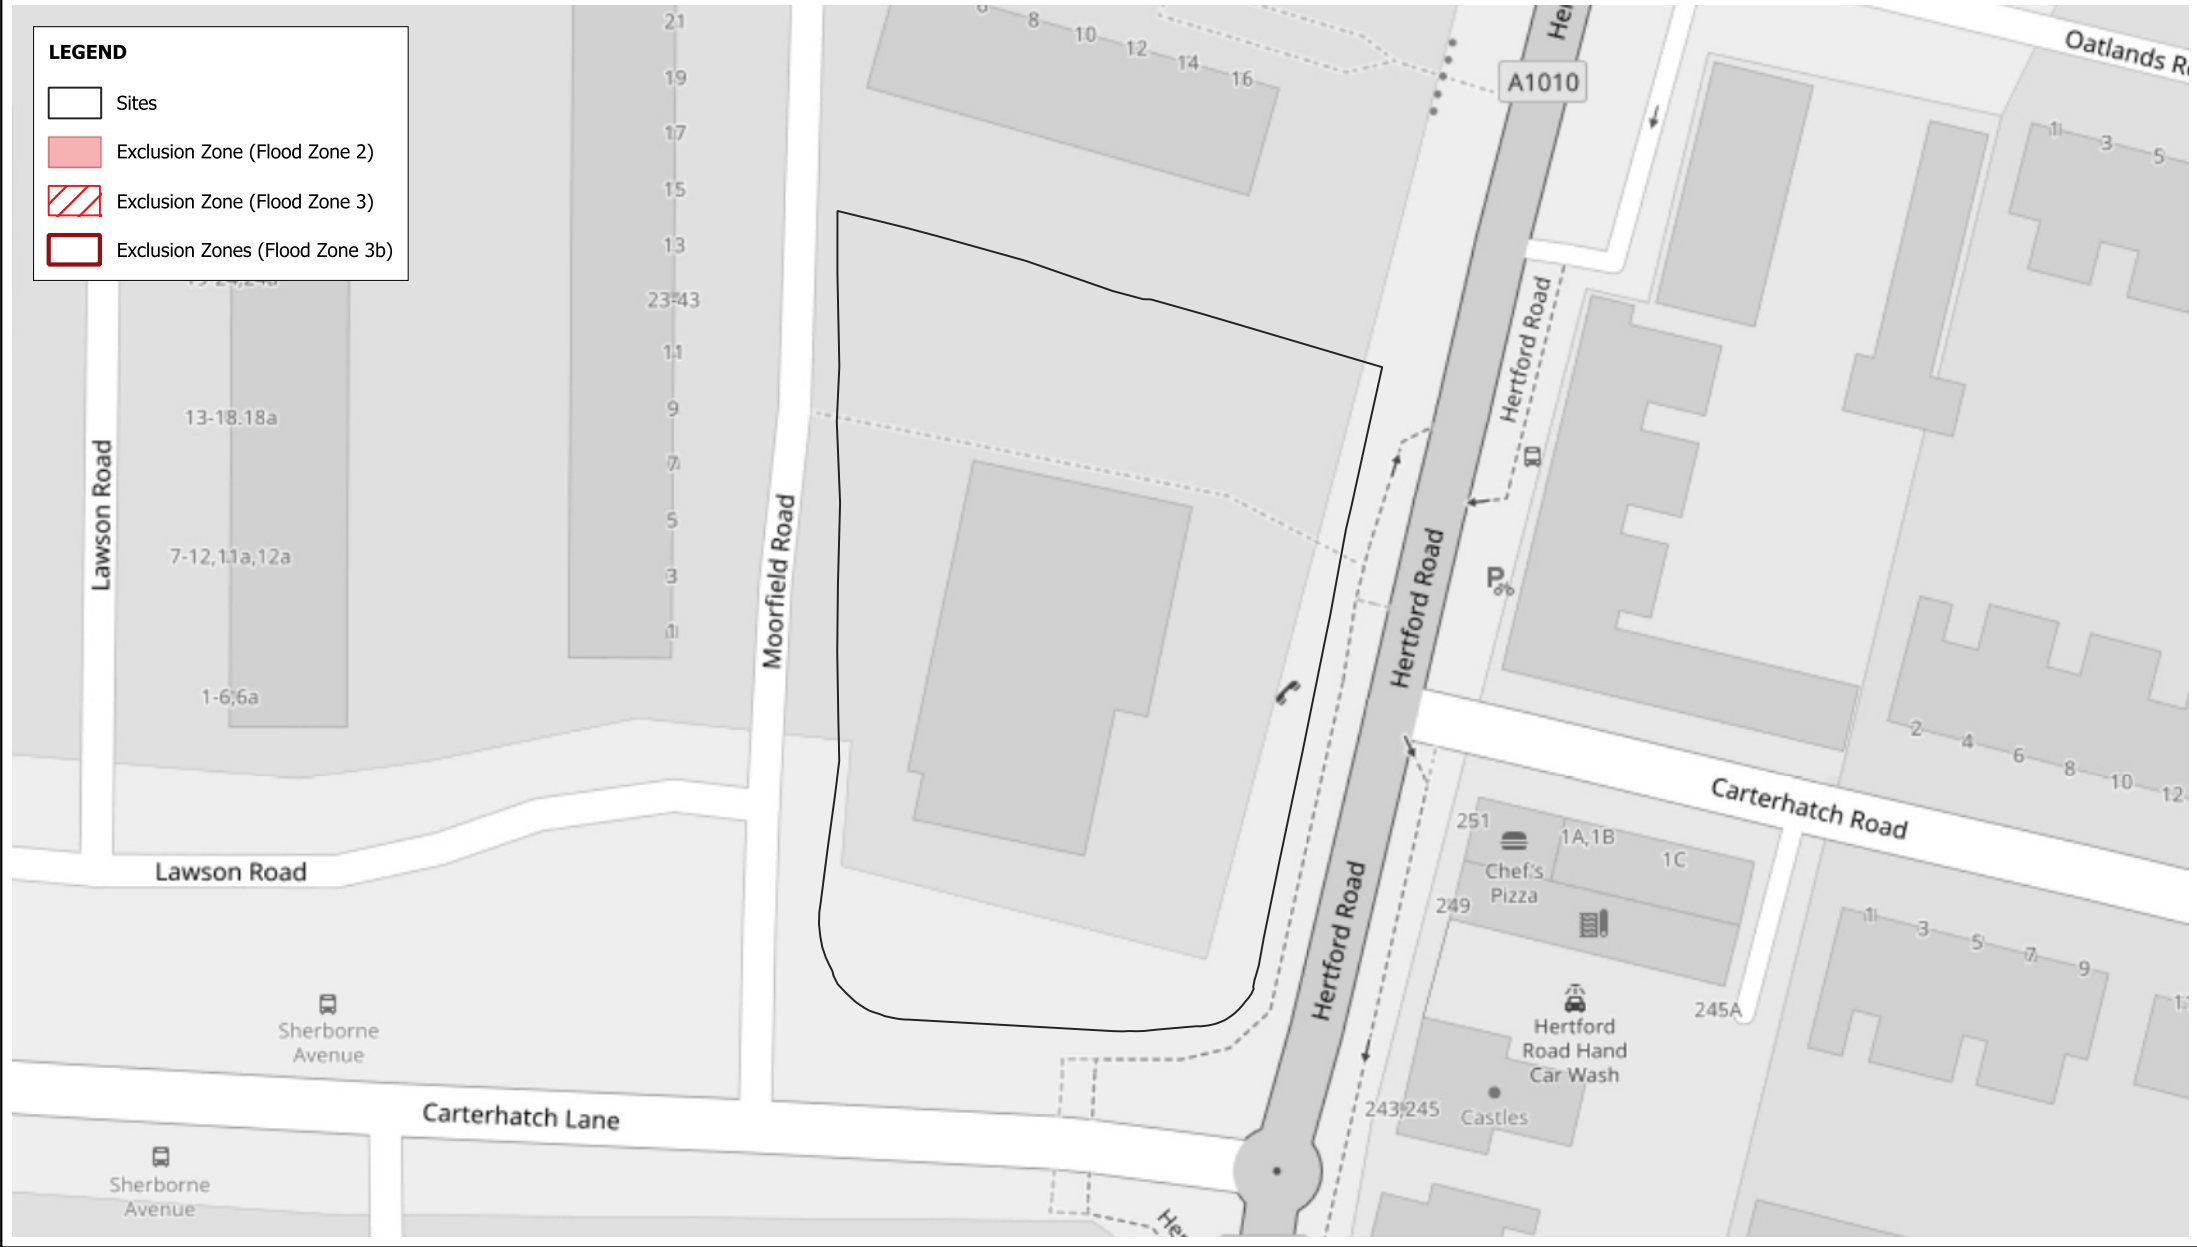 LEGEND
Sites
Exclusion Zone (Flood Zone 2)
Exclusion Zone (Flood Zone 3)
Exclusion Zones (Flood Zone 3b)
21
19
17
15
13
23-43
11
9
7
5
3
1
13-18.18a
7-12,11a,12a
1-6,6a
Lawson Road
Lawson Road
Moorfield Road
8
10
12
14
16
A1010
Oatlands
1
3
5
Hertford Road
Hertford Road
Hertford Road
P
2
4
6
8
10
12
Carterhatch Road
251
1A,1B
1C
Chef's
Pizza
249
245A
Hertford
Road Hand
Car Wash
243,245
Castles
1
3
5
7
9
Sherborne
Avenue
Carterhatch Lane
Sherborne
Avenue